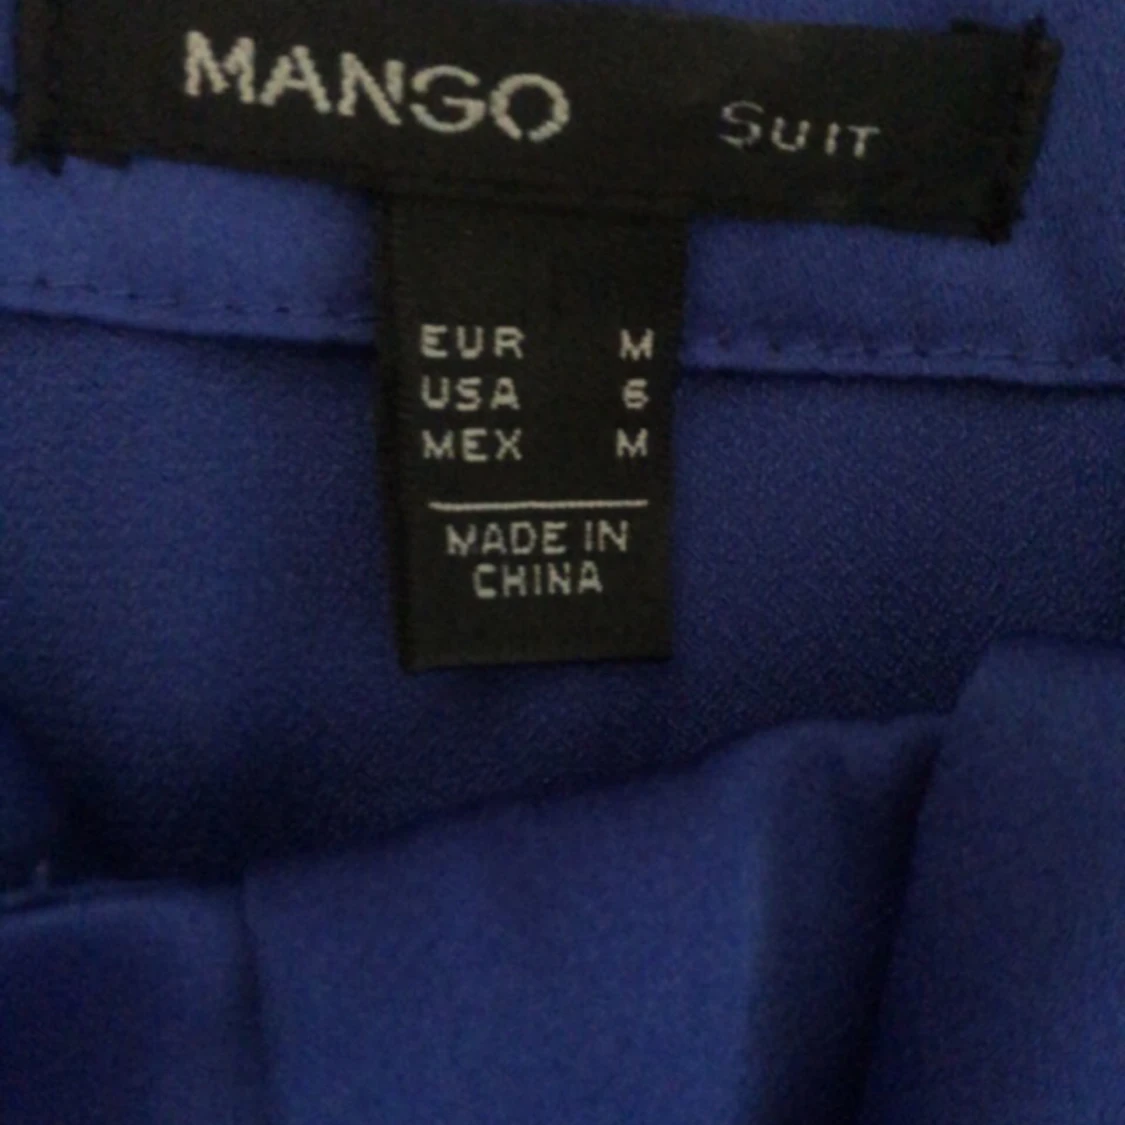 MANGO SUIT
EUR M
USA 6
MEX M
MADE IN
CHINA